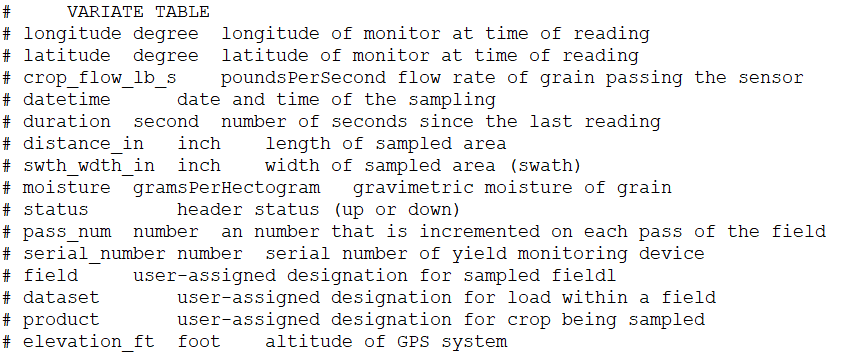 # VARIATE TABLE
# longitude degree longitude of monitor at time of reading
# latitude degree latitude of monitor at time of reading
# crop_flow_lb_s poundsPerSecond flow rate of grain passing the sensor
# datetime date and time of the sampling
# duration second number of seconds since the last reading
# distance_in inch length of sampled area
# swth_wdth_in inch width of sampled area (swath)
# moisture gramsPerHectogram gravimetric moisture of grain
# status header status (up or down)
# pass_num number an number that is incremented on each pass of the field
# serial_number number serial number of yield monitoring device
# field user-assigned designation for sampled fieldl
# dataset user-assigned designation for load within a field
# product user-assigned designation for crop being sampled
# elevation_ft foot altitude of GPS system